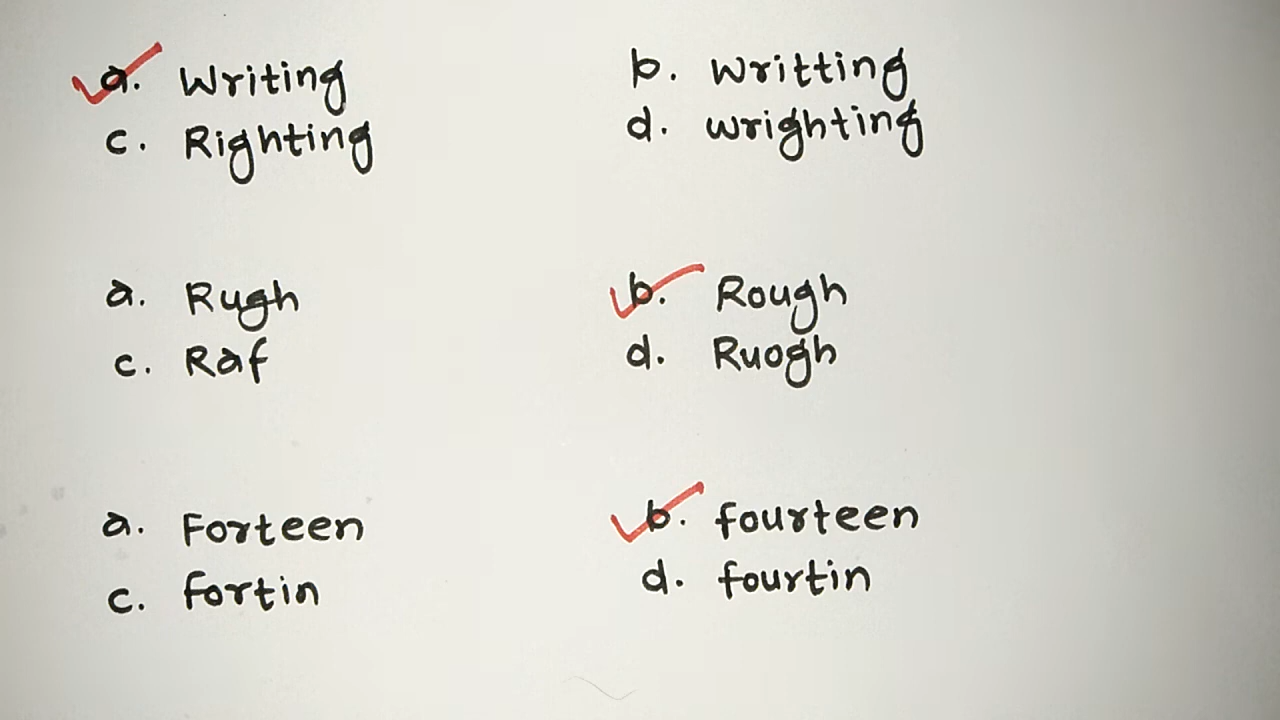 a. Writing b. writting
c. Righting d. wrighting
a. Rugh b. Rough
c. Raf d. Ruogh
a. Forteen b. fourteen
c. fortin d. fourtin